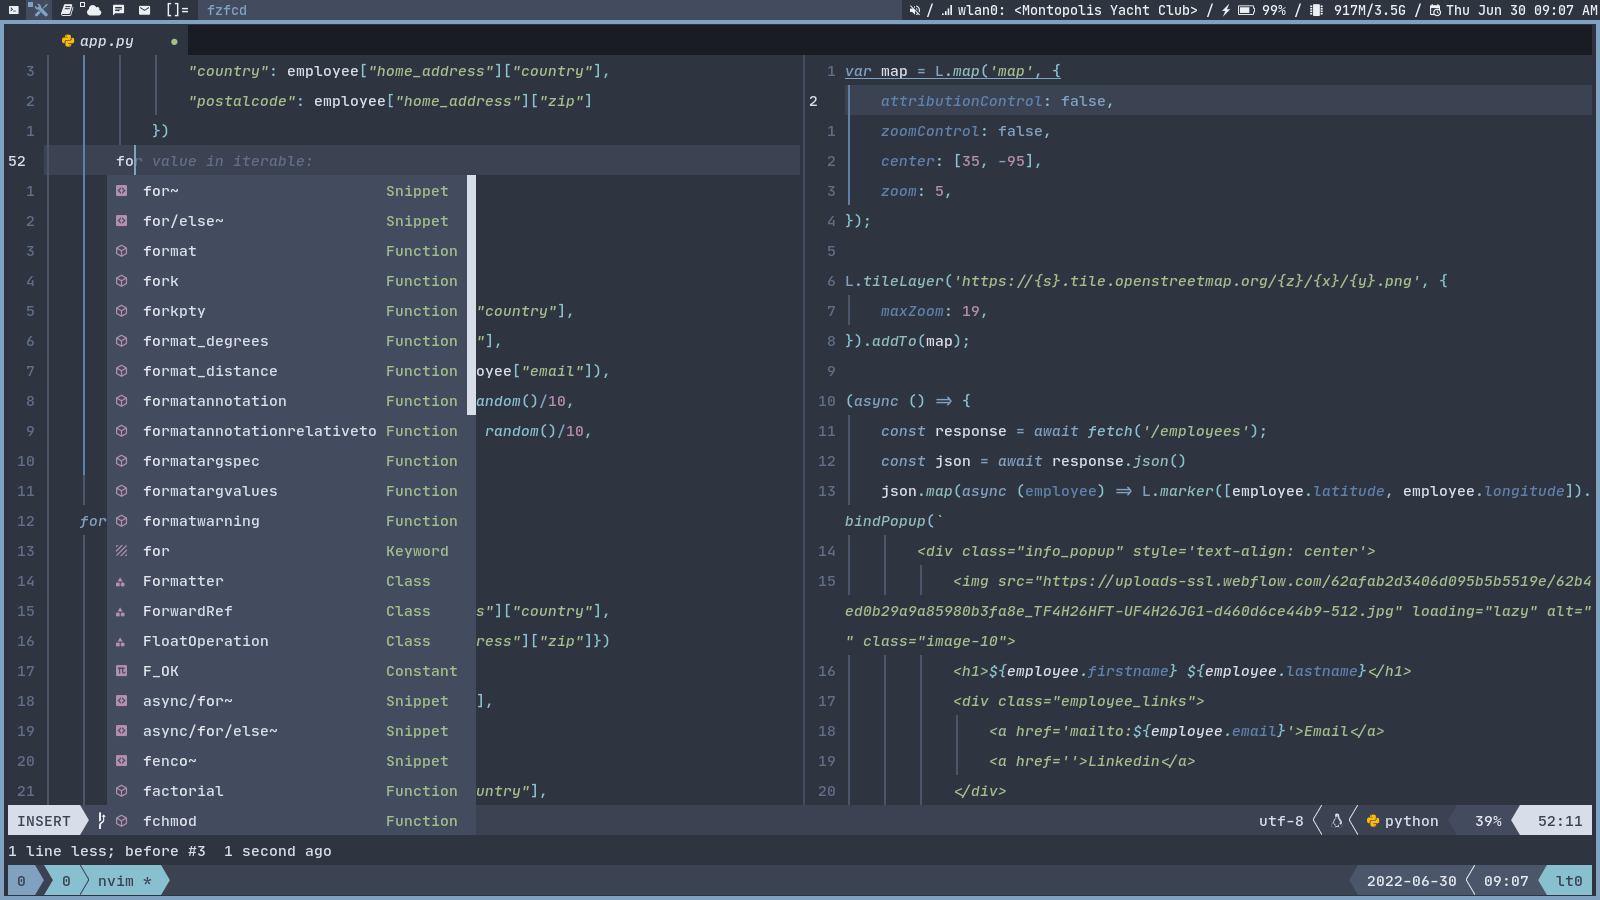 []= fzfcd / wlan0: <Montopolis Yacht Club> / 99% / 917M/3.5G / Thu Jun 30 09:07 AM
app.py
3 "country": employee["home_address"]["country"],
2 "postalcode": employee["home_address"]["zip"]
1 })
52 for value in iterable:
1 for~ Snippet
2 for/else~ Snippet
3 format Function
4 fork Function
5 forkpty Function "country"],
6 format_degrees Function "],
7 format_distance Function oyee["email"]),
8 formatannotation Function andom()/10,
9 formatannotationrelativeto Function random()/10,
10 formatargspec Function
11 formatargvalues Function
12 for formatwarning Function
13 for Keyword
14 Formatter Class
15 ForwardRef Class s"]["country"],
16 FloatOperation Class ress"]["zip"]})
17 F_OK Constant
18 async/for~ Snippet ],
19 async/for/else~ Snippet
20 fenco~ Snippet
21 factorial Function untry"],
fchmod Function
1 var map = L.map('map', {
2 attributionControl: false,
1 zoomControl: false,
2 center: [35, -95],
3 zoom: 5,
4 });
5
6 L.tileLayer('https://{s}.tile.openstreetmap.org/{z}/{x}/{y}.png', {
7 maxZoom: 19,
8 }).addTo(map);
9
10 (async () => {
11 const response = await fetch('/employees');
12 const json = await response.json()
13 json.map(async (employee) => L.marker([employee.latitude, employee.longitude]).
bindPopup(`
14 <div class="info_popup" style='text-align: center'>
15 <img src="https://uploads-ssl.webflow.com/62afab2d3406d095b5b5519e/62b4
ed0b29a9a85980b3fa8e_TF4H26HFT-UF4H26JG1-d460d6ce44b9-512.jpg" loading="lazy" alt="
" class="image-10">
16 <h1>${employee.firstname} ${employee.lastname}</h1>
17 <div class="employee_links">
18 <a href='mailto:${employee.email}'>Email</a>
19 <a href=''>Linkedin</a>
20 </div>
INSERT utf-8 python 39% 52:11
1 line less; before #3 1 second ago
0 0 nvim * 2022-06-30 09:07 lt0